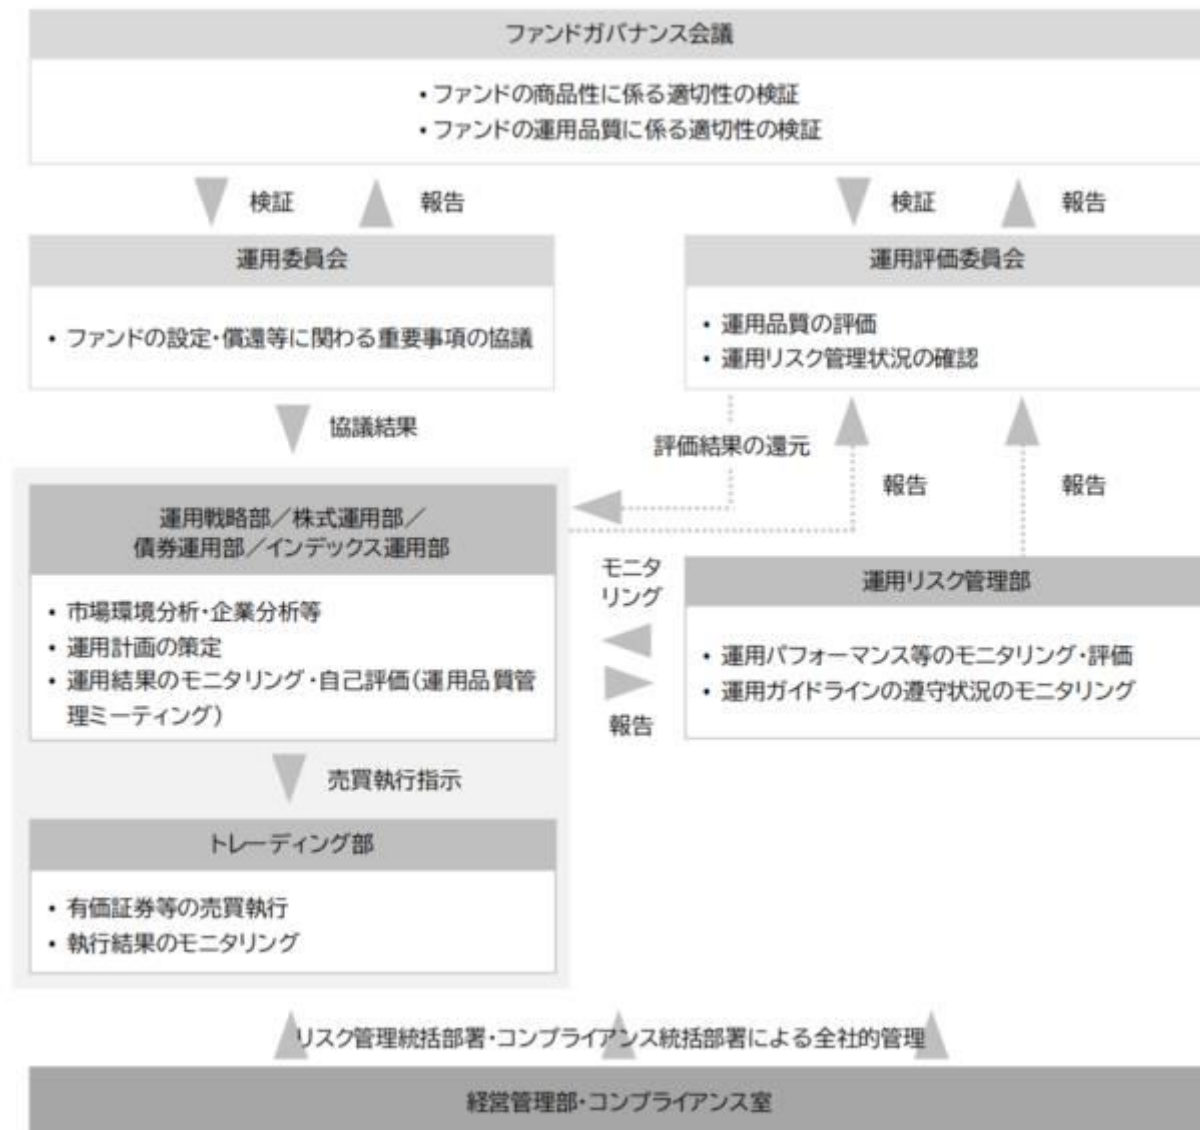 ファンドガバナンス会議
• ファンドの商品性に係る適切性の検証
• ファンドの運用品質に係る適切性の検証
検証
報告
検証
報告
運用委員会
• ファンドの設定・償還等に関わる重要事項の協議
運用評価委員会
• 運用品質の評価
• 運用リスク管理状況の確認
協議結果
評価結果の還元
報告
報告
運用戦略部／株式運用部／
債券運用部／インデックス運用部
• 市場環境分析・企業分析等
• 運用計画の策定
• 運用結果のモニタリング・自己評価（運用品質管
理ミーティング）
モニタ
リング
報告
運用リスク管理部
• 運用パフォーマンス等のモニタリング・評価
• 運用ガイドラインの遵守状況のモニタリング
売買執行指示
トレーディング部
• 有価証券等の売買執行
• 執行結果のモニタリング
リスク管理統括部署・コンプライアンス統括部署による全社的管理
経営管理部・コンプライアンス室